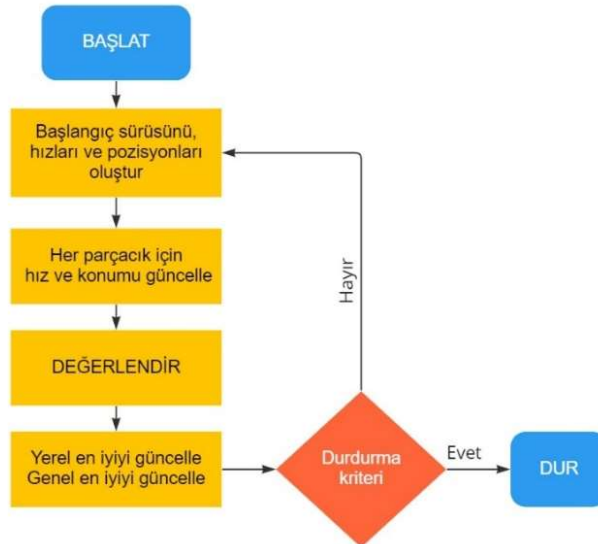 BAŞLAT
Başlangıç sürüsünü,
hızları ve pozisyonları
oluştur
Her parçacık için
hız ve konumu güncelle
DEĞERLENDİR
Yerel en iyiyi güncelle
Genel en iyiyi güncelle
Durdurma
kriteri
Hayır
Evet
DUR